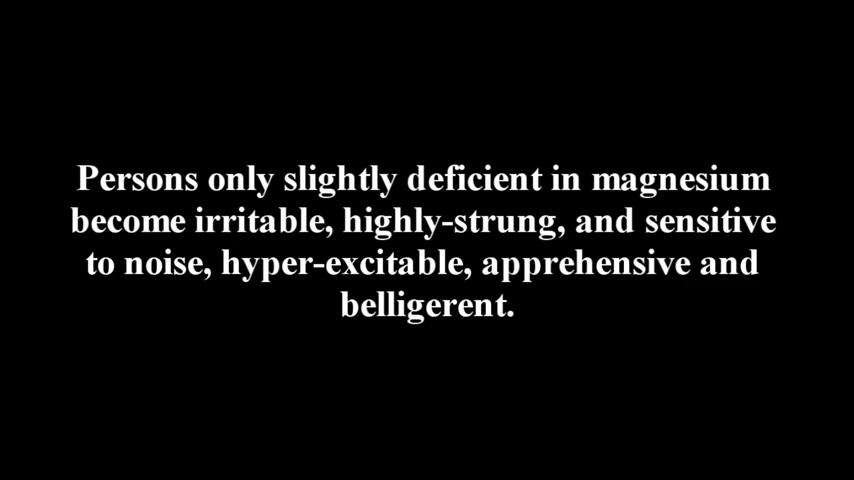 Persons only slightly deficient in magnesium
become irritable, highly-strung, and sensitive
to noise, hyper-excitable, apprehensive and
belligerent.